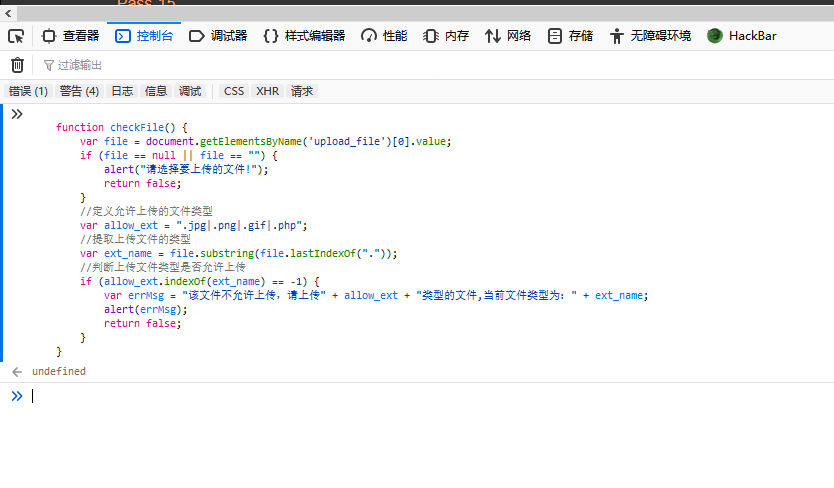 Pass 15
查看器 控制台 调试器 样式编辑器 性能 内存 网络 存储 无障碍环境 HackBar
过滤输出
错误 (1) 警告 (4) 日志 信息 调试 CSS XHR 请求
function checkFile() {
var file = document.getElementsByName('upload_file')[0].value;
if (file == null || file == "") {
alert("请选择要上传的文件!");
return false;
}
//定义允许上传的文件类型
var allow_ext = ".jpg|.png|.gif|.php";
//提取上传文件的类型
var ext_name = file.substring(file.lastIndexOf("."));
//判断上传文件类型是否允许上传
if (allow_ext.indexOf(ext_name) == -1) {
var errMsg = "该文件不允许上传，请上传" + allow_ext + "类型的文件,当前文件类型为：" + ext_name;
alert(errMsg);
return false;
}
}
undefined